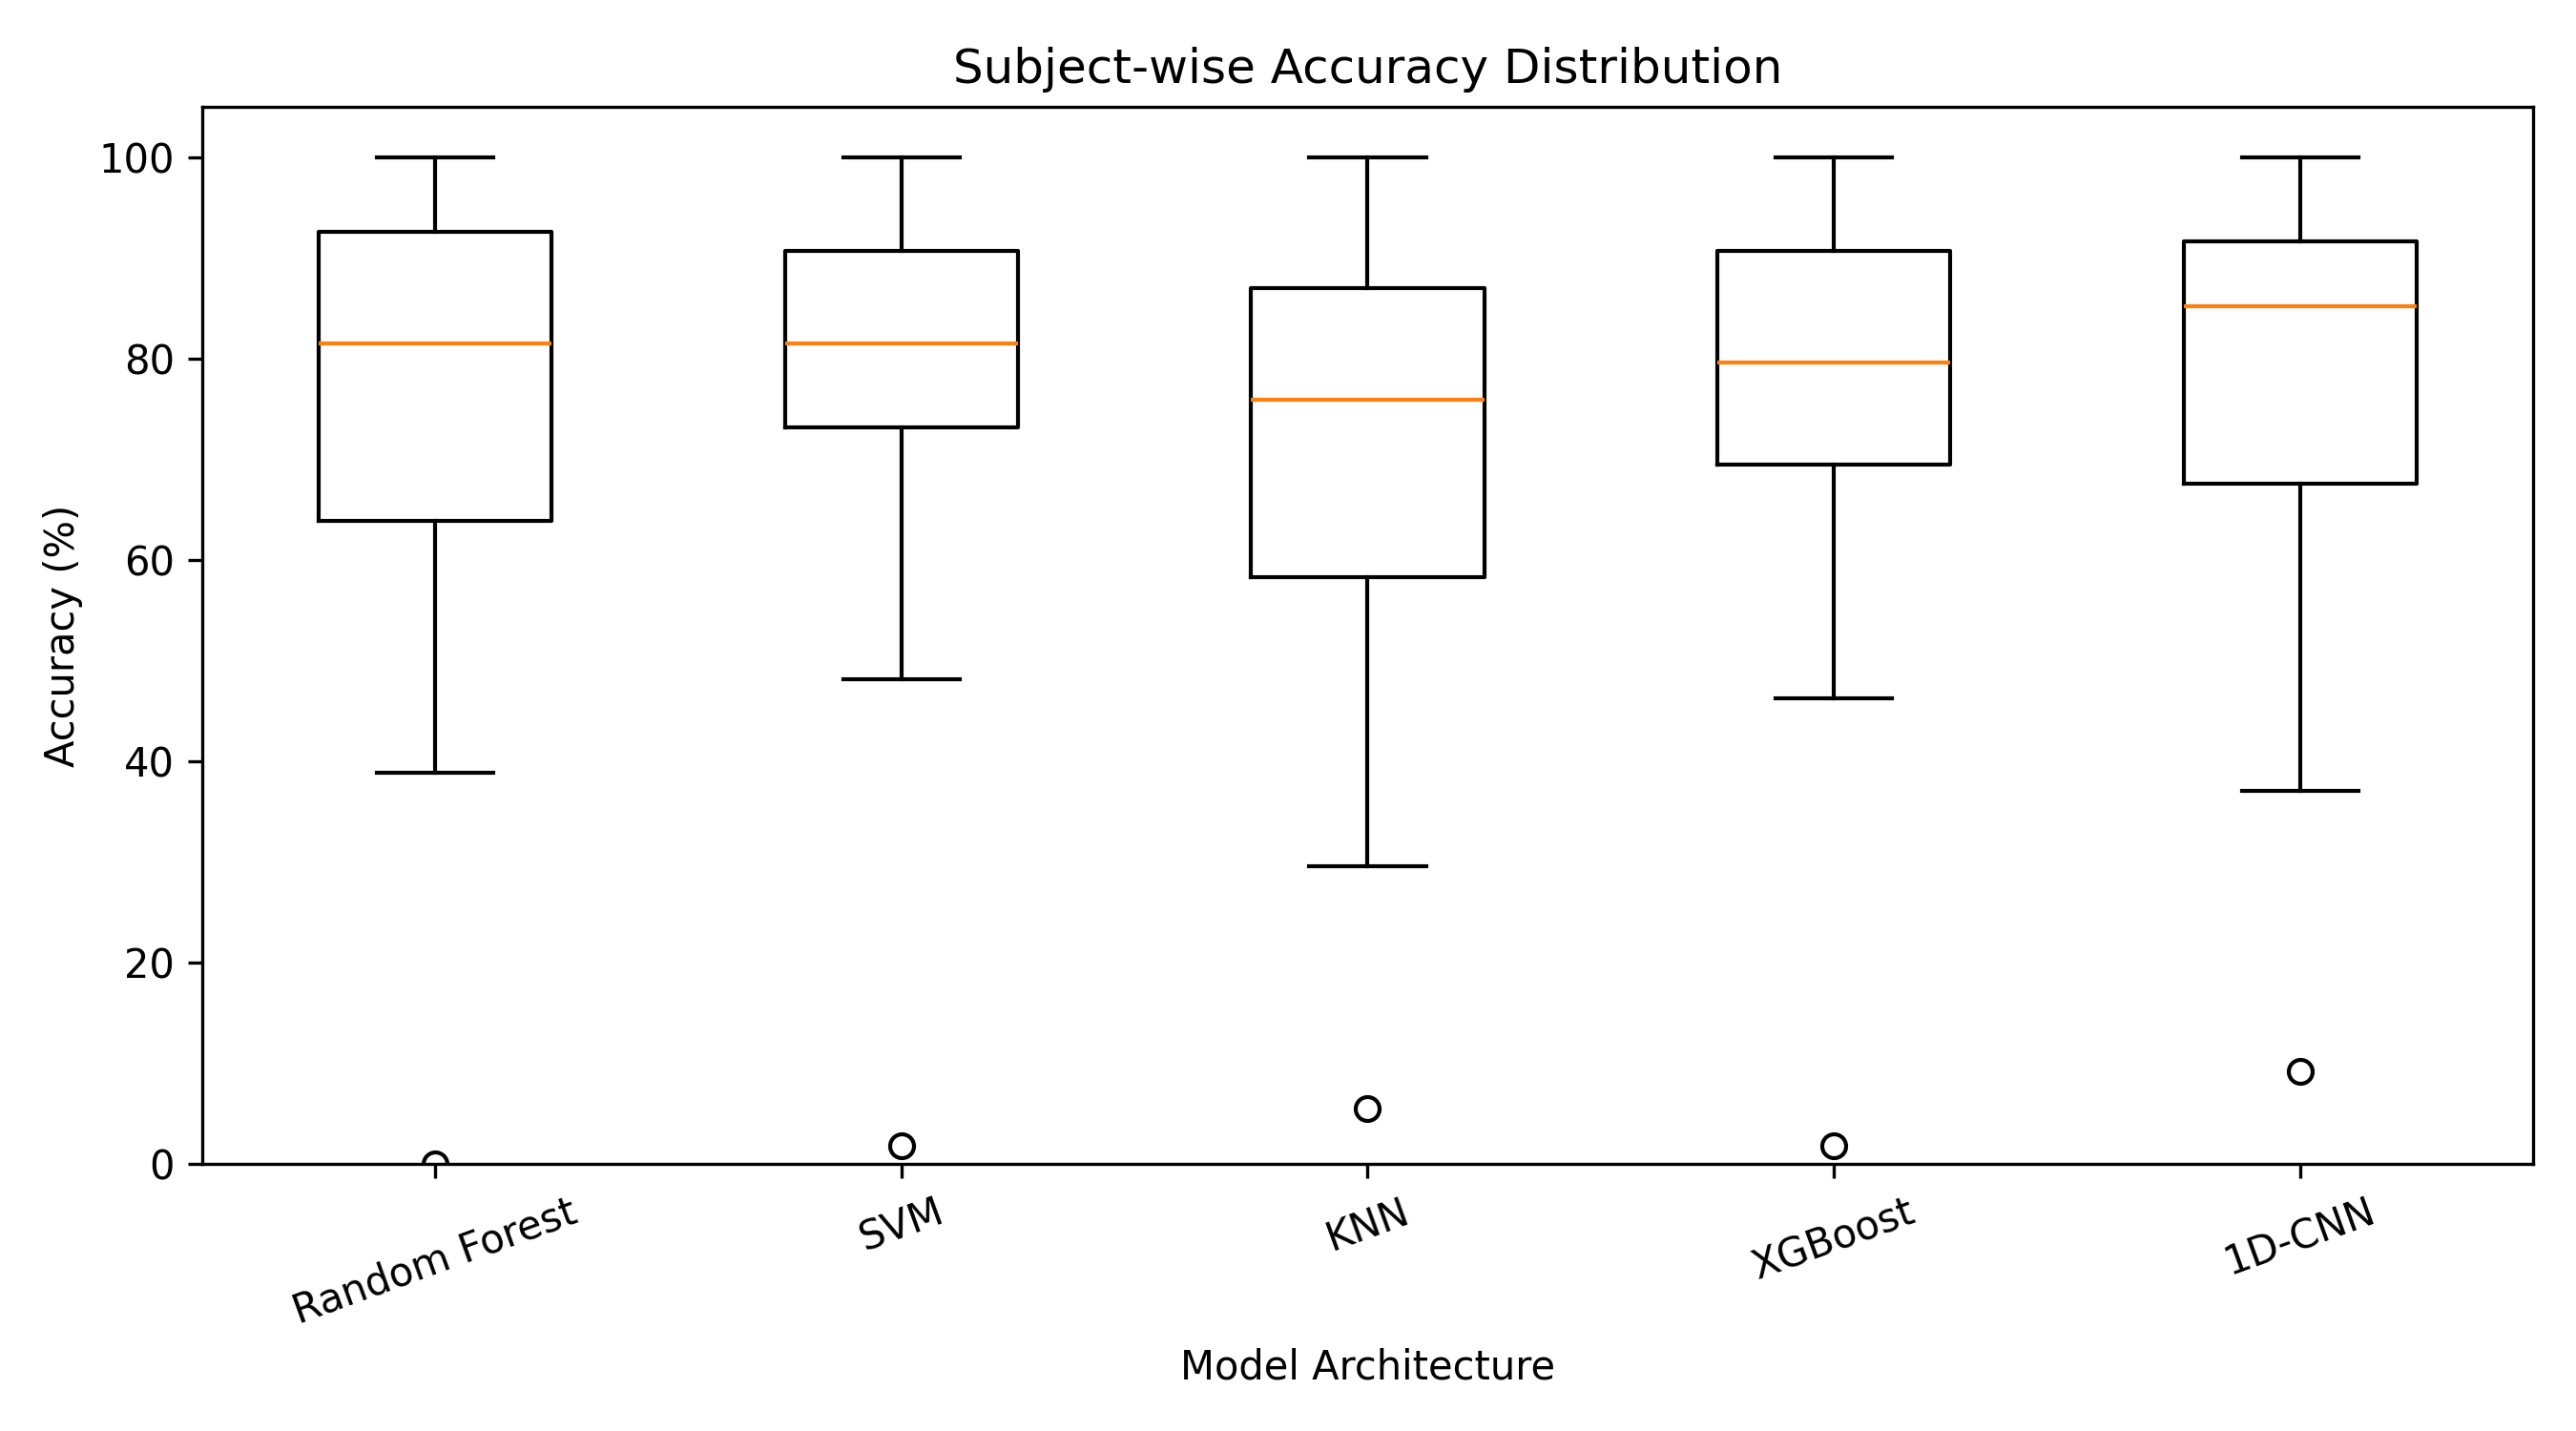 Subject-wise Accuracy Distribution
100
80
60
40
20
0
Accuracy (%)
Random Forest
SVM
KNN
XGBoost
1D-CNN
Model Architecture